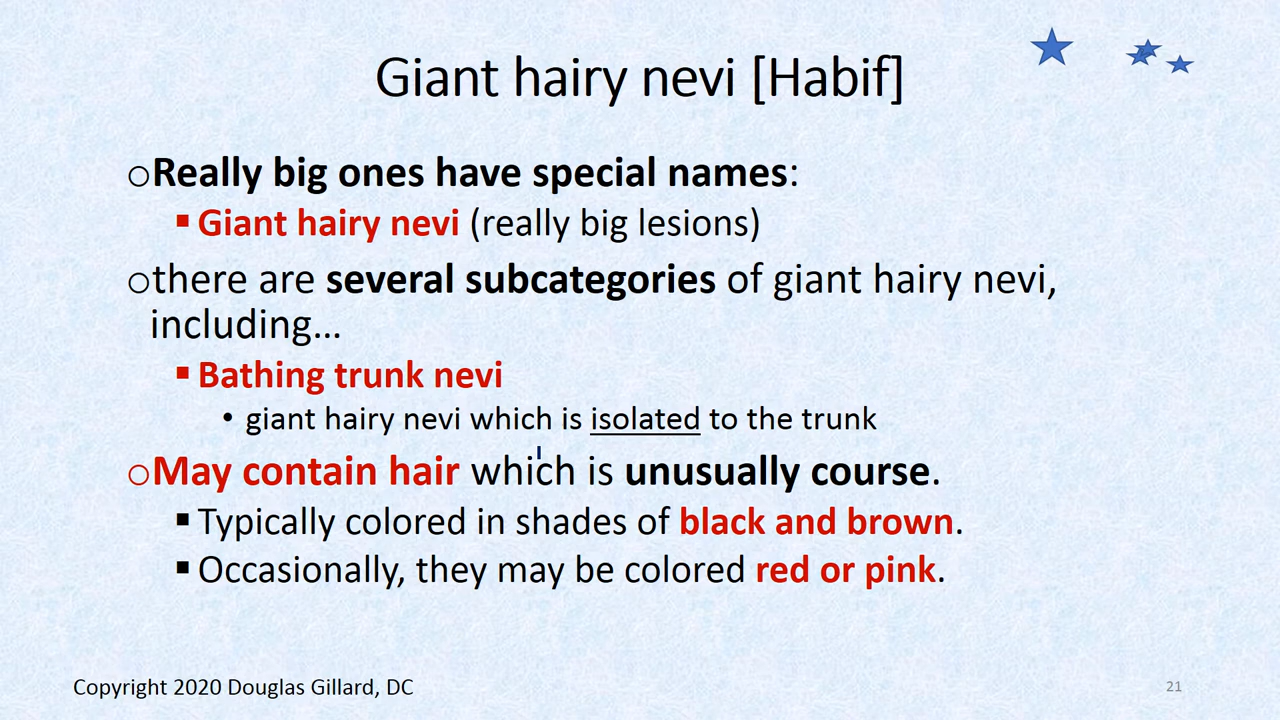 Giant hairy nevi [Habif]
○Really big ones have special names:
▪Giant hairy nevi (really big lesions)
○there are several subcategories of giant hairy nevi,
including...
▪Bathing trunk nevi
• giant hairy nevi which is isolated to the trunk
○May contain hair which is unusually course.
▪Typically colored in shades of black and brown.
▪Occasionally, they may be colored red or pink.
Copyright 2020 Douglas Gillard, DC
21